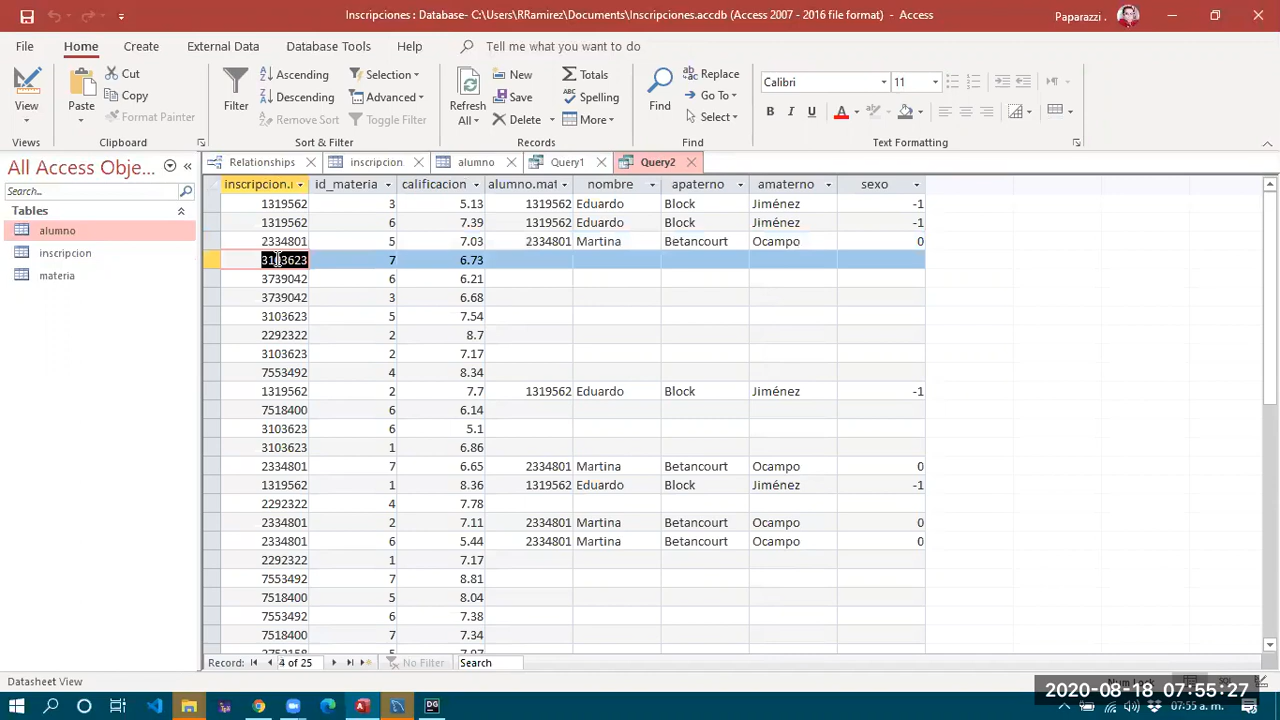 Inscripciones : Database- C:\Users\RRamirez\Documents\Inscripciones.accdb (Access 2007 - 2016 file format) - Access
Paparazzi .
File Home Create External Data Database Tools Help Tell me what you want to do
View
Paste
Cut
Copy
Format Painter
Clipboard
Filter
Ascending
Descending
Remove Sort
Selection
Advanced
Toggle Filter
Sort & Filter
Refresh
All
New
Save
Delete
Totals
Spelling
More
Records
Find
Replace
Go To
Select
Find
Calibri 11
B I U A
Text Formatting
All Access Obje...
Search...
Tables
alumno
inscripcion
materia
Relationships inscripcion alumno Query1 Query2
inscripcion.i id_materia calificacion alumno.mat nombre apaterno amaterno sexo
1319562 3 5.13 1319562 Eduardo Block Jiménez -1
1319562 6 7.39 1319562 Eduardo Block Jiménez -1
2334801 5 7.03 2334801 Martina Betancourt Ocampo 0
3103623 7 6.73
3739042 6 6.21
3739042 3 6.68
3103623 5 7.54
2292322 2 8.7
3103623 2 7.17
7553492 4 8.34
1319562 2 7.7 1319562 Eduardo Block Jiménez -1
7518400 6 6.14
3103623 6 5.1
3103623 1 6.86
2334801 7 6.65 2334801 Martina Betancourt Ocampo 0
1319562 1 8.36 1319562 Eduardo Block Jiménez -1
2292322 4 7.78
2334801 2 7.11 2334801 Martina Betancourt Ocampo 0
2334801 6 5.44 2334801 Martina Betancourt Ocampo 0
2292322 1 7.17
7553492 7 8.81
7518400 5 8.04
7553492 6 7.38
7518400 7 7.34
Record: 4 of 25 No Filter Search
Datasheet View
Num Lock SQL
2020-08-18 07:55:27
DG
07:55 a. m.